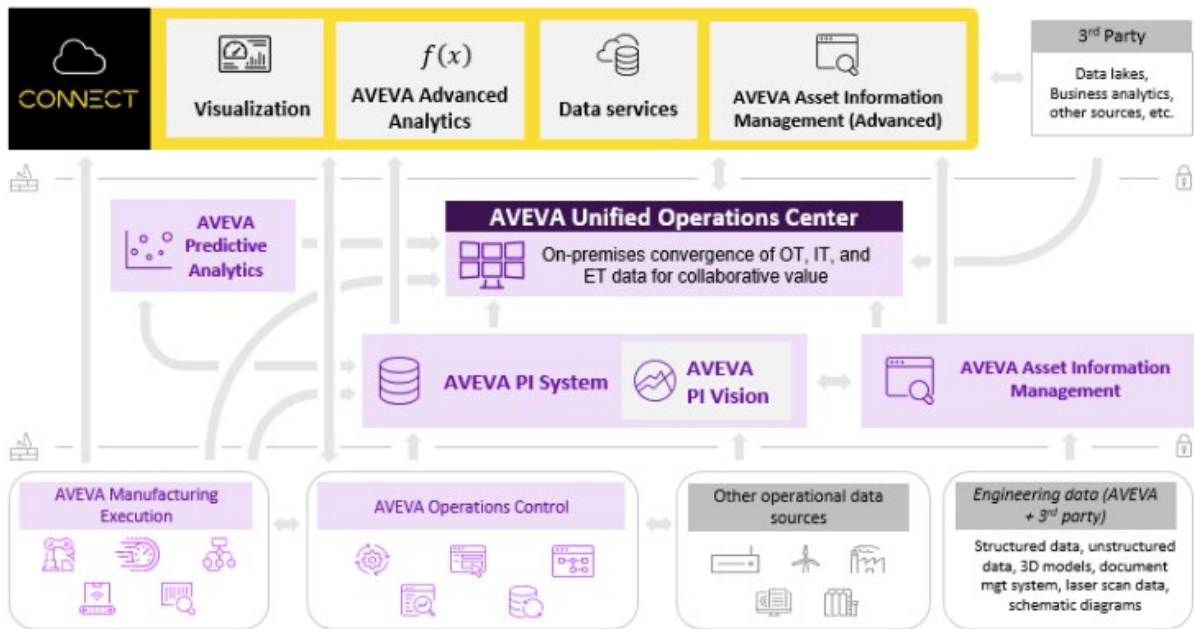 CONNECT
Visualization
f(x)
AVEVA Advanced
Analytics
Data services
AVEVA Asset Information
Management (Advanced)
3rd Party
Data lakes,
Business analytics,
other sources, etc.
AVEVA
Predictive
Analytics
AVEVA Unified Operations Center
On-premises convergence of OT, IT, and
ET data for collaborative value
AVEVA PI System
AVEVA
PI Vision
AVEVA Asset Information
Management
AVEVA Manufacturing
Execution
AVEVA Operations Control
Other operational data
sources
Engineering data (AVEVA
+ 3rd party)
Structured data, unstructured
data, 3D models, document
mgt system, laser scan data,
schematic diagrams